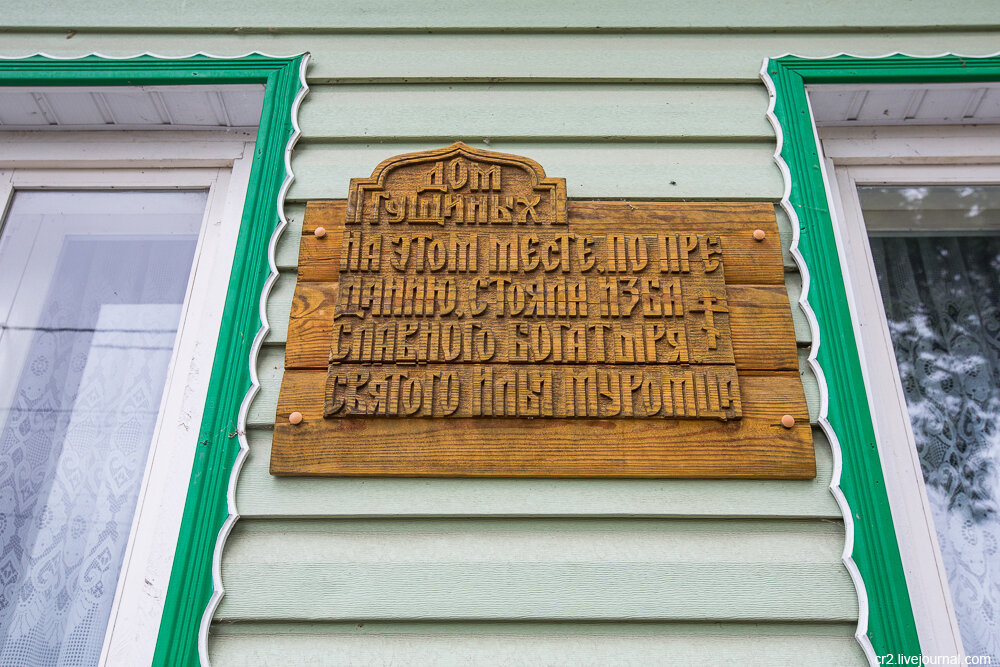 ДОМ
ГУЩИНЫХ
НА ЭТОМ МЕСТЕ, ПО ПРЕ
ДАНИЮ, СТОЯЛА ИЗБА
СЛАВНОГО БОГАТЫРЯ
СВЯТОГО ИЛЬИ МУРОМЦА
cr2.livejournal.com